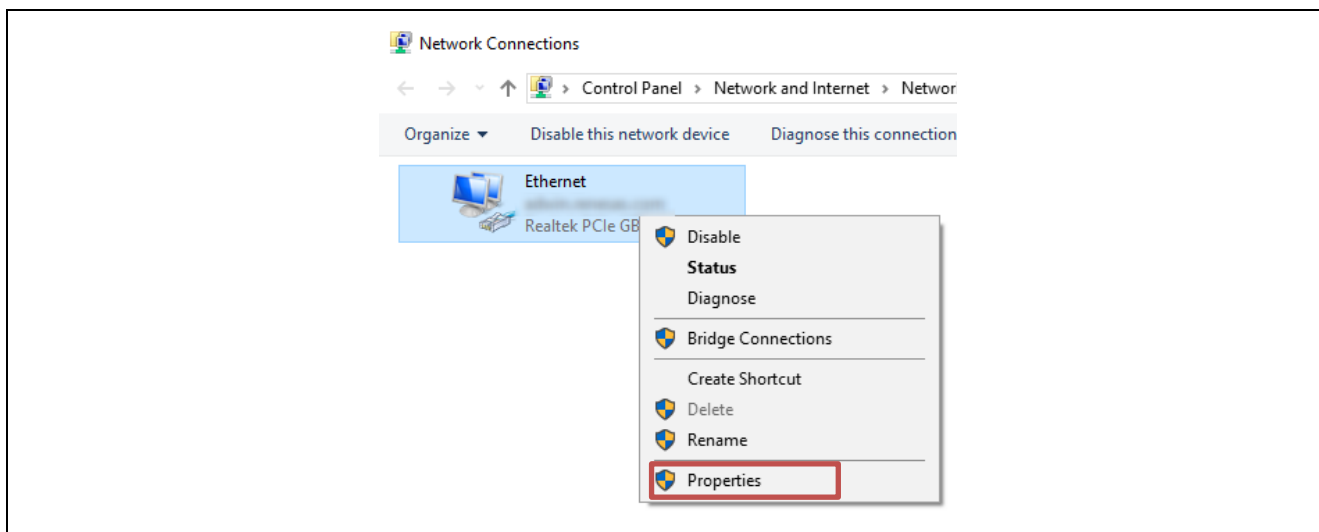 Network Connections
Control Panel > Network and Internet > Networ
Organize Disable this network device Diagnose this connection
Ethernet
Realtek PCIe GB
Disable
Status
Diagnose
Bridge Connections
Create Shortcut
Delete
Rename
Properties